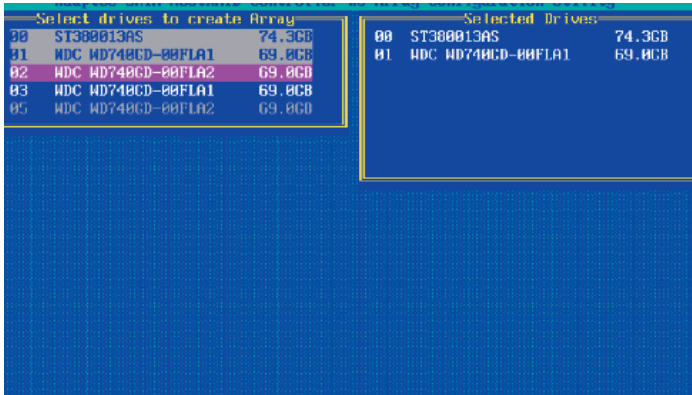 Select drives to create Array
00 ST380013AS 74.3GB
01 WDC WD740GD-00FLA1 69.0GB
02 WDC WD740GD-00FLA2 69.0GB
03 WDC WD740GD-00FLA1 69.0GB
05 WDC WD740GD-00FLA2 69.0GB
Selected Drives
00 ST380013AS 74.3GB
01 WDC WD740GD-00FLA1 69.0GB